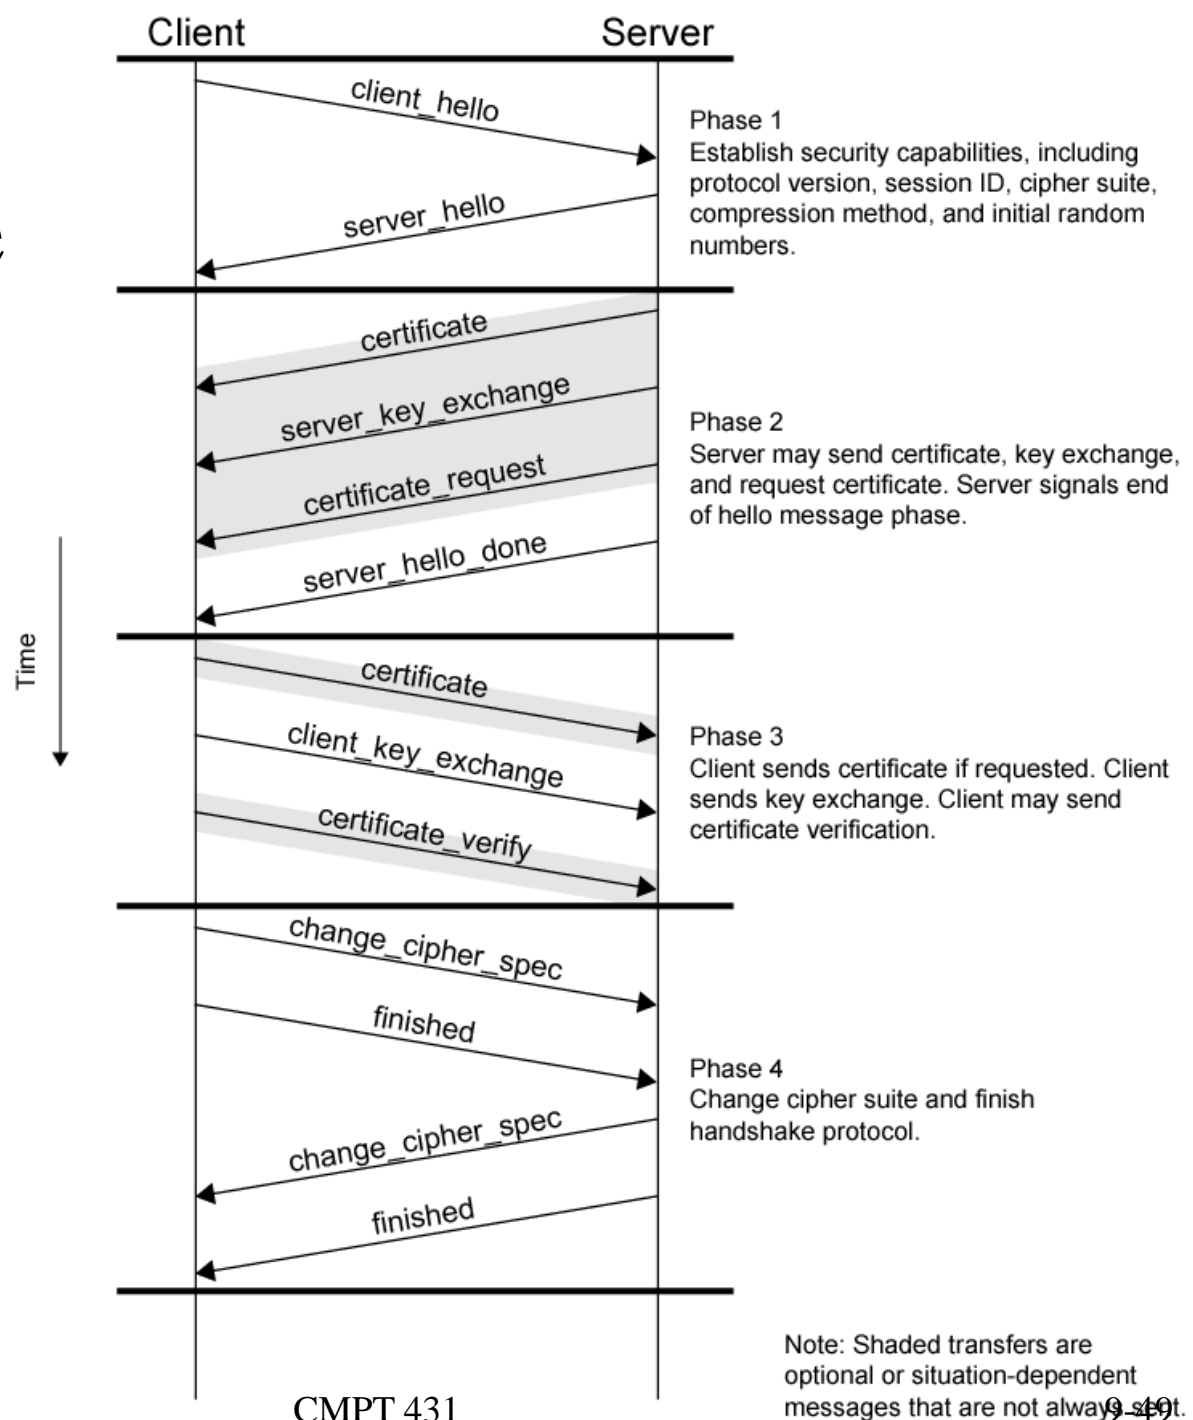 Client Server
client_hello
Phase 1
Establish security capabilities, including
protocol version, session ID, cipher suite,
compression method, and initial random
numbers.
server_hello
certificate
server_key_exchange
certificate_request
server_hello_done
Phase 2
Server may send certificate, key exchange,
and request certificate. Server signals end
of hello message phase.
Time
certificate
client_key_exchange
certificate_verify
Phase 3
Client sends certificate if requested. Client
sends key exchange. Client may send
certificate verification.
change_cipher_spec
finished
change_cipher_spec
finished
Phase 4
Change cipher suite and finish
handshake protocol.
Note: Shaded transfers are
optional or situation-dependent
messages that are not always sent.
CMPT 431
9-49